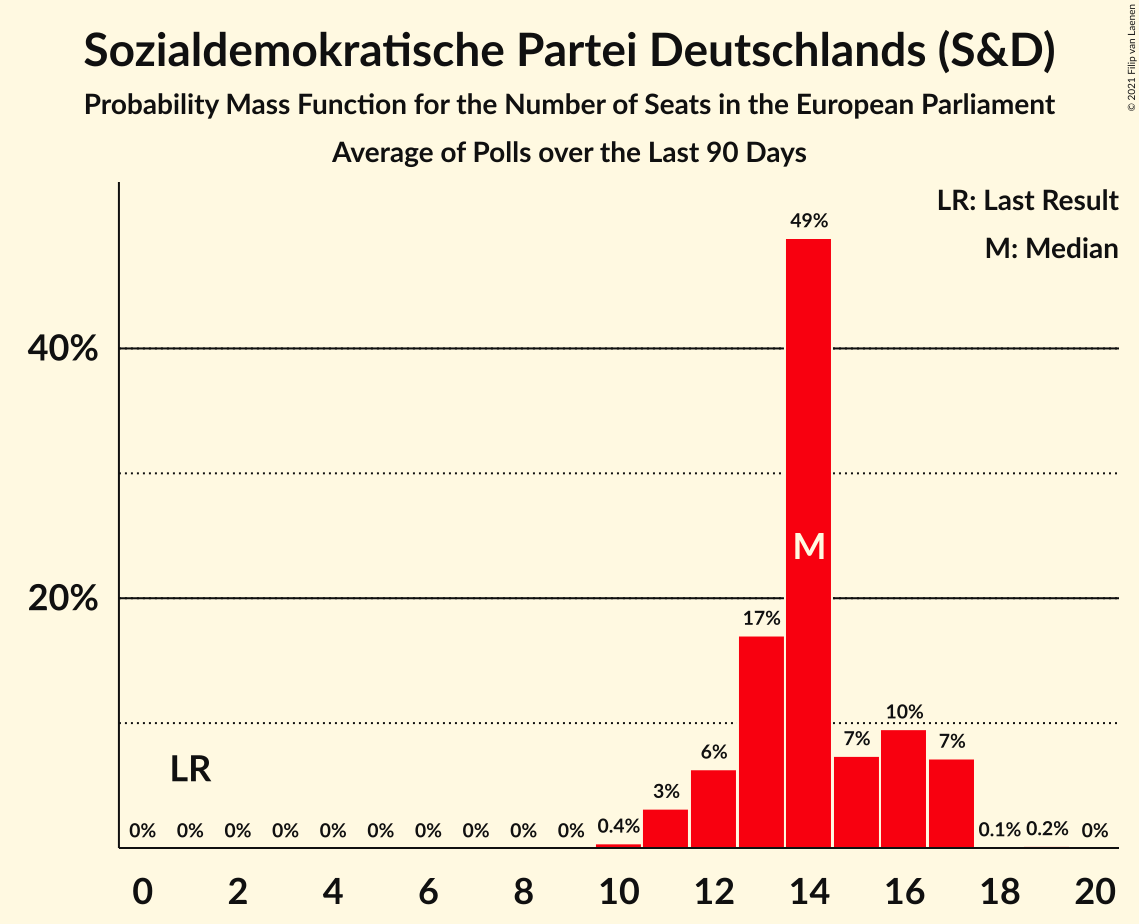 Sozialdemokratische Partei Deutschlands (S&D)
Probability Mass Function for the Number of Seats in the European Parliament
Average of Polls over the Last 90 Days
© 2021 Filip van Laenen
LR: Last Result
M: Median
49%
40%
M
20%
17%
10%
7%
7%
6%
LR
3%
0% 0% 0% 0% 0% 0% 0% 0% 0% 0% 0.4% 0.1% 0.2% 0%
0 2 4 6 8 10 12 14 16 18 20